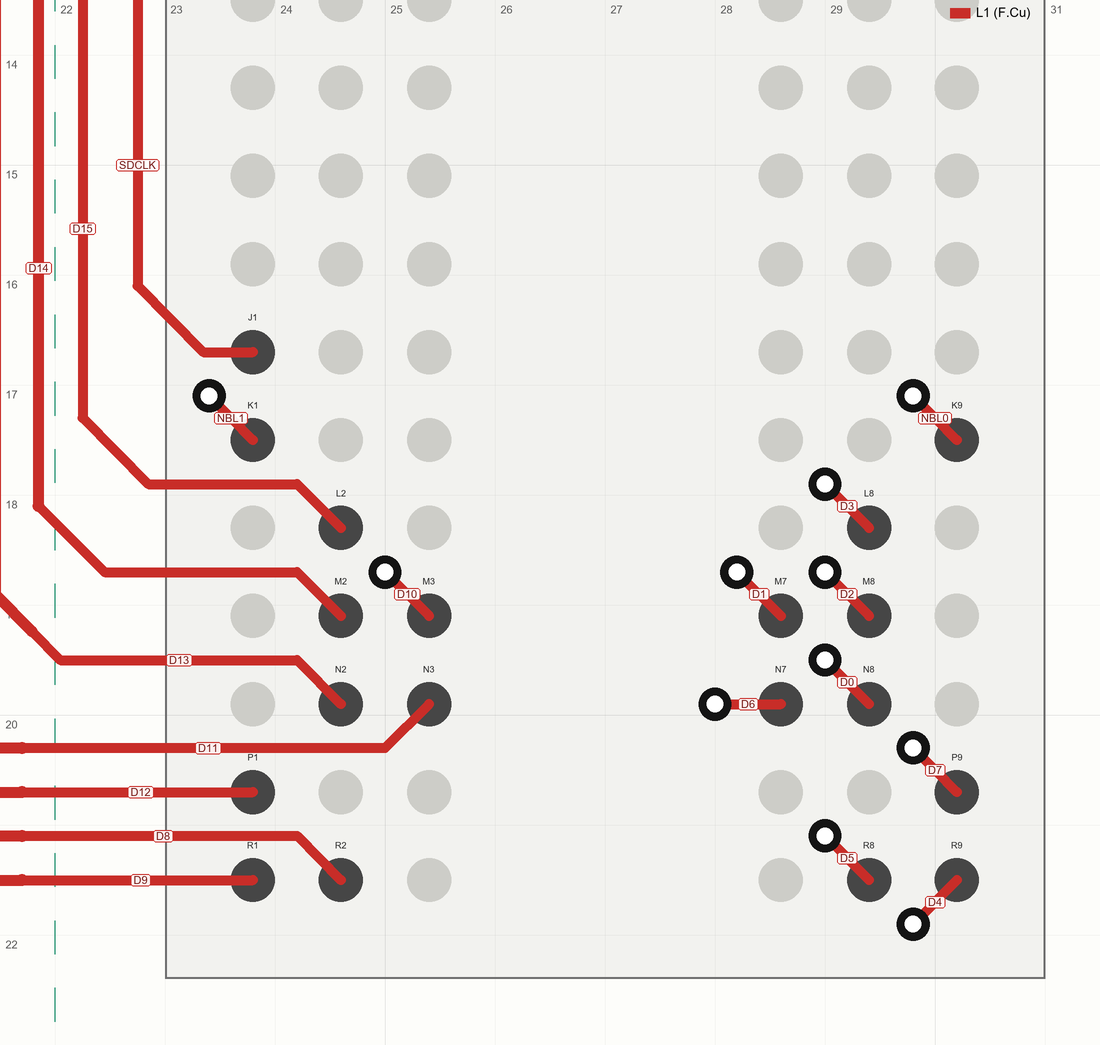 22 23 24 25 26 27 28 29 31
L1 (F.Cu)
14
SDCLK
15
D15
D14
16
J1
17
K1 K9
NBL1 NBL0
L2 L8
18
D3
M2 M3 M7 M8
D10 D1 D2
D13
N2 N3 N7 N8
D0
D6
20
D11
P1 P9
D7
D12
D8
R1 R2 R8 R9
D5
D9
D4
22